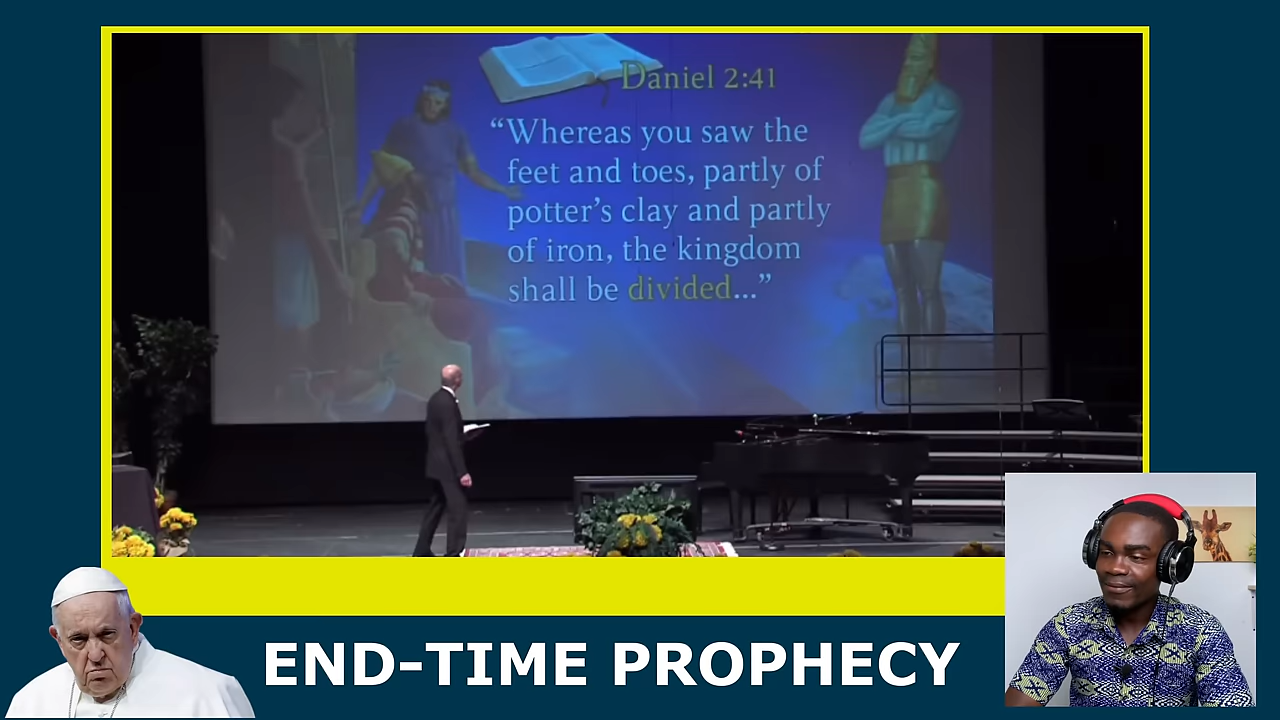 Daniel 2:41
“Whereas you saw the
feet and toes, partly of
potter’s clay and partly
of iron, the kingdom
shall be divided...”
END-TIME PROPHECY